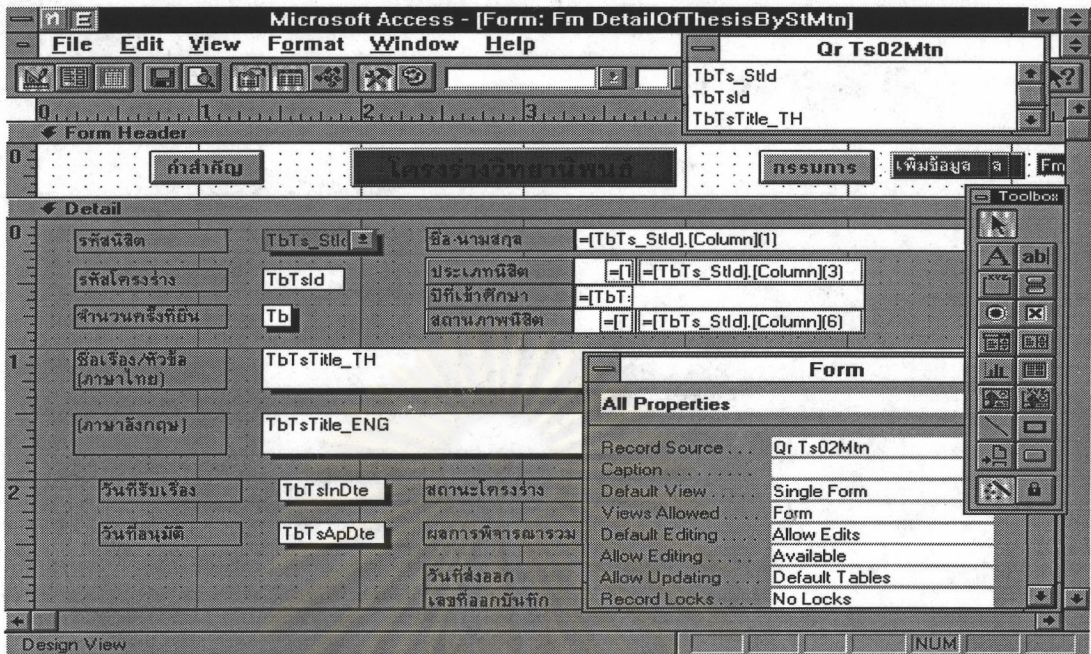 Microsoft Access - [Form: Fm DetailOfThesisByStMtn]
File Edit View Format Window Help
Qr Ts02Mtn
TbTs_StId
TbTsId
TbTsTitle_TH
0 1 2 3
Form Header
0
คำสำคัญ โครงร่างวิทยานิพนธ์ กรรมการ เพิ่มข้อมูล ล Fm
Toolbox
Detail
0
รหัสนิสิต TbTs_StId ชื่อ-นามสกุล =[TbTs_StId].[Column](1)
รหัสโครงร่าง TbTsId ประเภทนิสิต =[T =[TbTs_StId].[Column](3)
ปีที่เข้าศึกษา =[TbT:
จำนวนครั้งที่ยื่น Tb สถานภาพนิสิต =[T =[TbTs_StId].[Column](6)
1
ชื่อเรื่อง/หัวข้อ TbTsTitle_TH
(ภาษาไทย)
(ภาษาอังกฤษ) TbTsTitle_ENG
2
วันที่รับเรื่อง TbTsInDte สถานะโครงร่าง
วันที่อนุมัติ TbTsApDte ผลการพิจารณารวม
วันที่ส่งออก
เลขที่ออกบันทึก
Form
All Properties
Record Source . . . Qr Ts02Mtn
Caption . . . . . . . . .
Default View . . . . . Single Form
Views Allowed . . . Form
Default Editing . . . . Allow Edits
Allow Editing . . . . . Available
Allow Updating . . . . Default Tables
Record Locks . . . . No Locks
Design View NUM